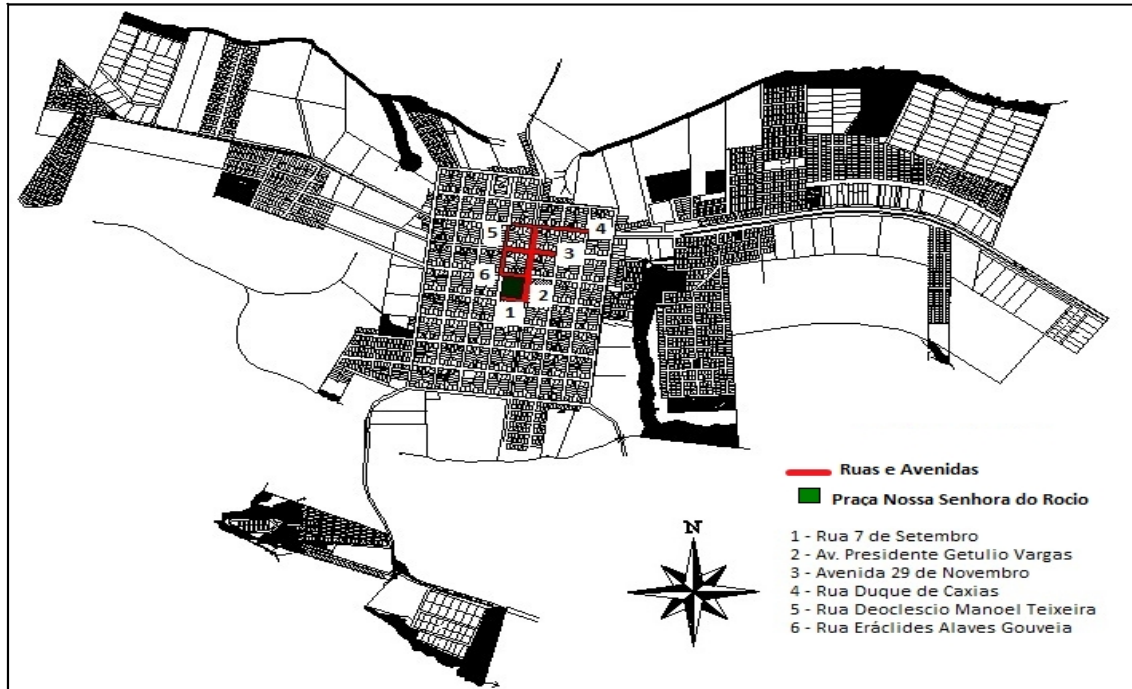 5
4
3
6
2
1
Ruas e Avenidas
Praça Nossa Senhora do Rocio
N
1 - Rua 7 de Setembro
2 - Av. Presidente Getulio Vargas
3 - Avenida 29 de Novembro
4 - Rua Duque de Caxias
5 - Rua Deoclescio Manoel Teixeira
6 - Rua Eráclides Alaves Gouveia